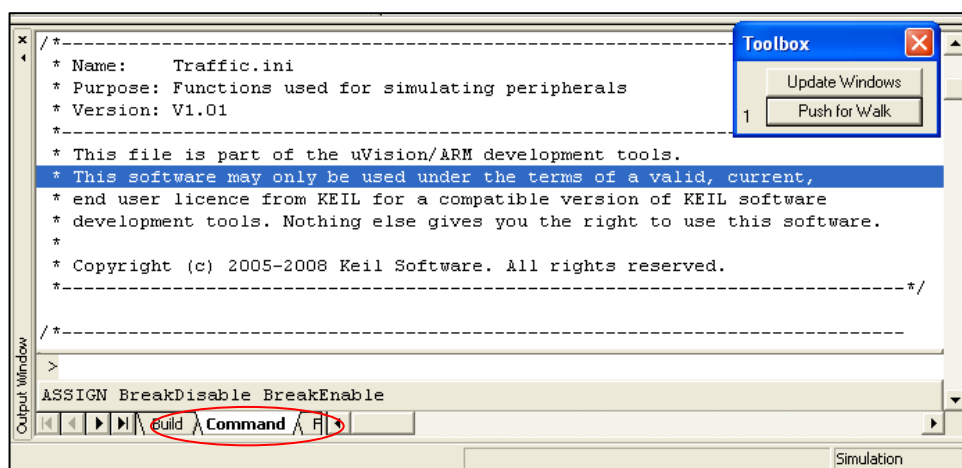 /*------------------------------------------------------------------
* Name:     Traffic.ini
* Purpose: Functions used for simulating peripherals
* Version: V1.01
*------------------------------------------------------------------
* This file is part of the uVision/ARM development tools.
* This software may only be used under the terms of a valid, current,
* end user licence from KEIL for a compatible version of KEIL software
* development tools. Nothing else gives you the right to use this software.
*
* Copyright (c) 2005-2008 Keil Software. All rights reserved.
*----------------------------------------------------------------------------*/
/*----------------------------------------------------------------------------
Toolbox
Update Windows
1 Push for Walk
>
ASSIGN BreakDisable BreakEnable
Output Window
Build Command F
Simulation